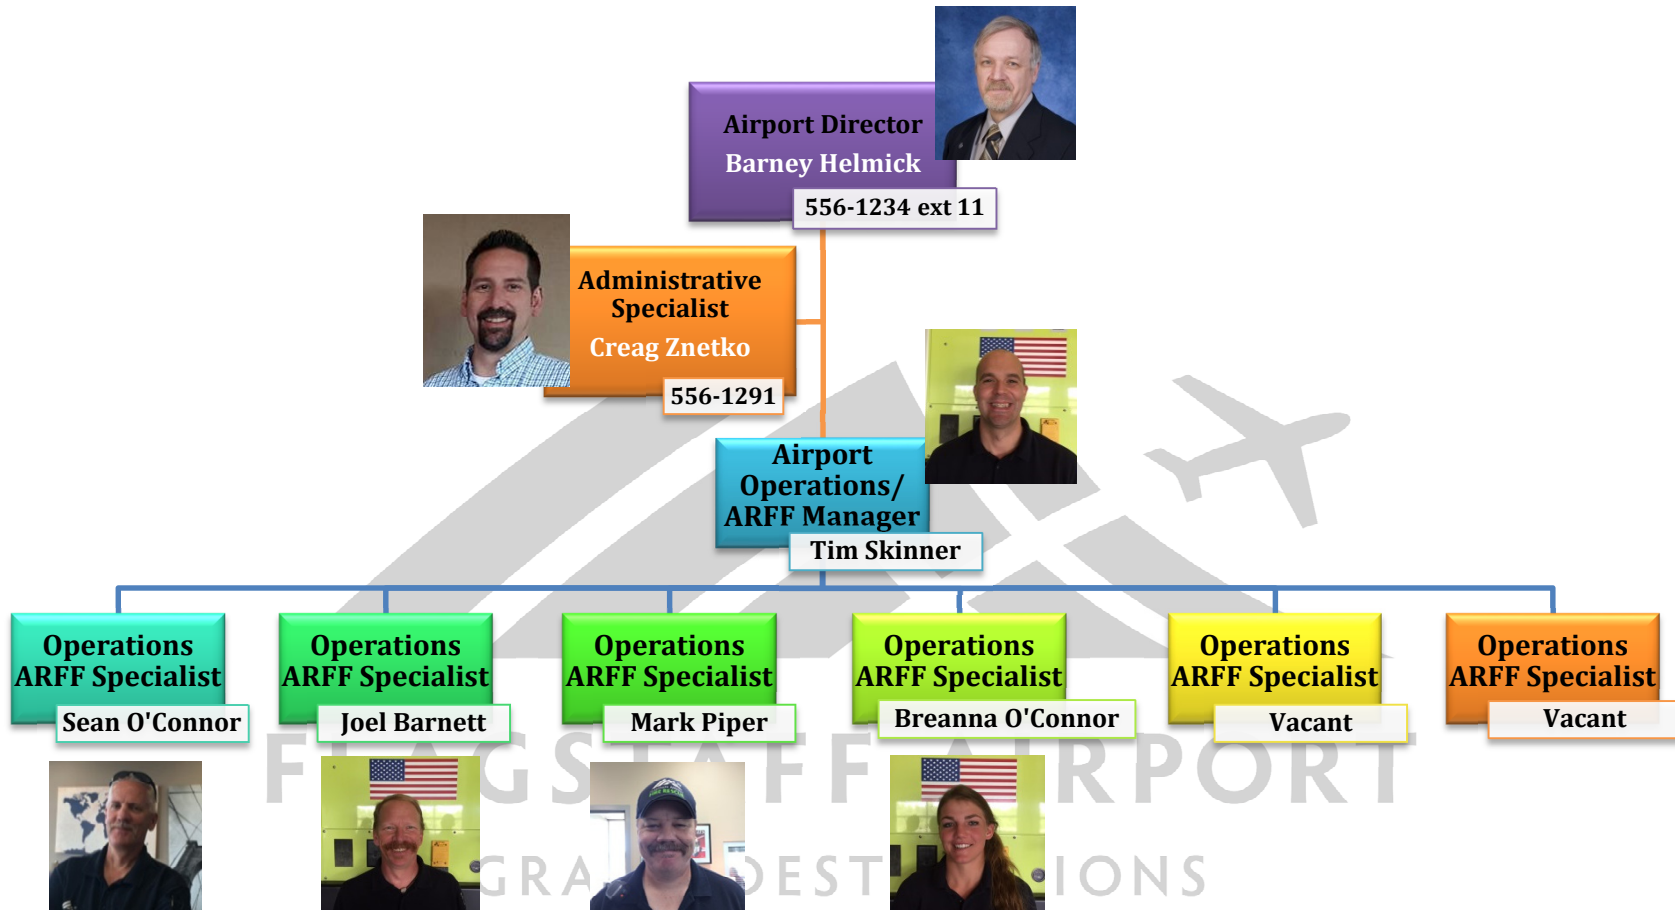 Airport Director
Barney Helmick
556-1234 ext 11
Administrative
Specialist
Creag Znetko
556-1291
Airport
Operations/
ARFF Manager
Tim Skinner
Operations
ARFF Specialist
Sean O'Connor
Operations
ARFF Specialist
Joel Barnett
Operations
ARFF Specialist
Mark Piper
Operations
ARFF Specialist
Breanna O'Connor
Operations
ARFF Specialist
Vacant
Operations
ARFF Specialist
Vacant
FLAGSTAFF AIRPORT